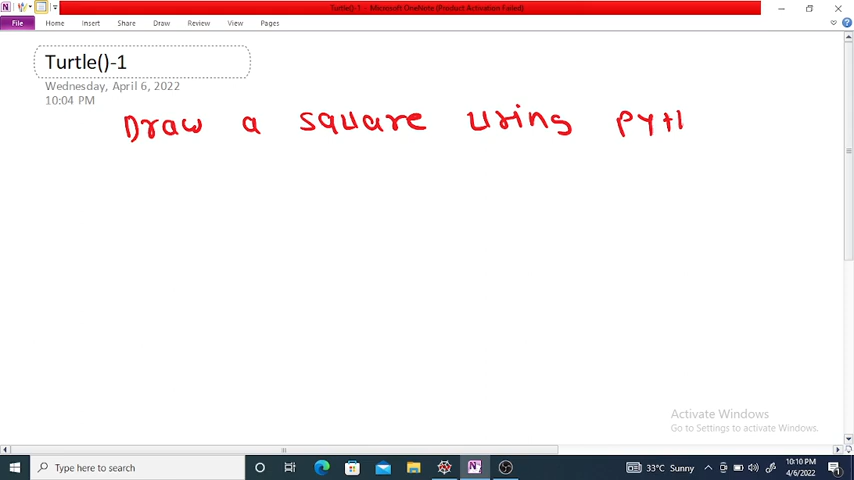 Turtle()-1 - Microsoft OneNote (Product Activation Failed)
File Home Insert Share Draw Review View Pages
Turtle()-1
Wednesday, April 6, 2022
10:04 PM
Draw a square using pyth
Activate Windows
Go to Settings to activate Windows.
Type here to search
33°C Sunny
10:10 PM
4/6/2022